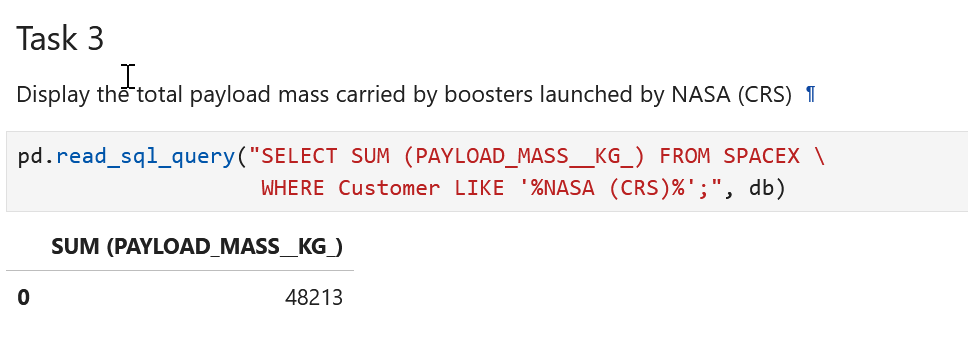 Task 3
Display the total payload mass carried by boosters launched by NASA (CRS) ¶
pd.read_sql_query("SELECT SUM (PAYLOAD_MASS__KG_) FROM SPACEX \
WHERE Customer LIKE '%NASA (CRS)%';", db)
SUM (PAYLOAD_MASS__KG_)
0 48213